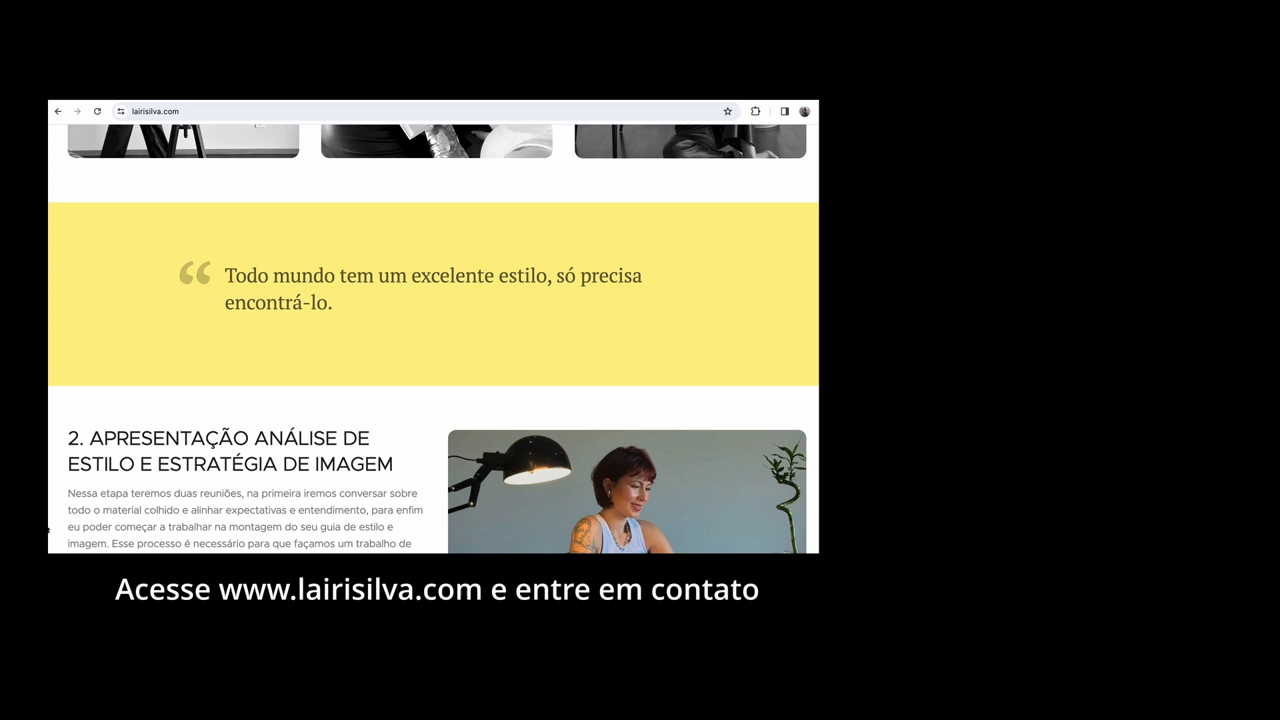 lairisilva.com
“ Todo mundo tem um excelente estilo, só precisa
encontrá-lo.
2. APRESENTAÇÃO ANÁLISE DE
ESTILO E ESTRATÉGIA DE IMAGEM
Nessa etapa teremos duas reuniões, na primeira iremos conversar sobre
todo o material colhido e alinhar expectativas e entendimento, para enfim
eu poder começar a trabalhar na montagem do seu guia de estilo e
imagem. Esse processo é necessário para que façamos um trabalho de
Acesse www.lairisilva.com e entre em contato